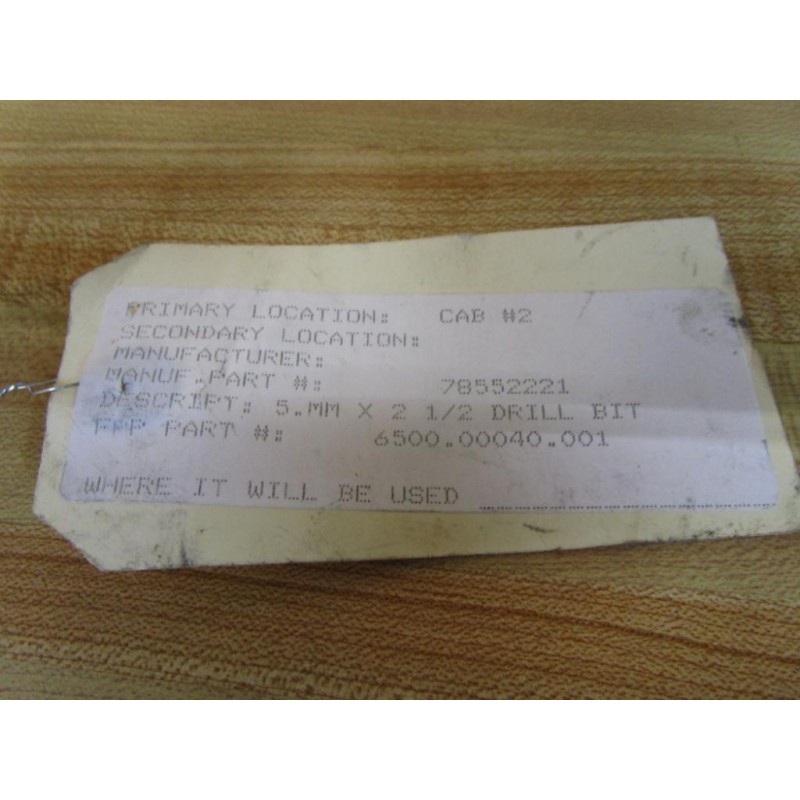 PRIMARY LOCATION: CAB #2
SECONDARY LOCATION:
MANUFACTURER:
MANUF.PART #: 78552221
DESCRIPT: 5.MM X 2 1/2 DRILL BIT
FPP PART #: 6500.00040.001
WHERE IT WILL BE USED